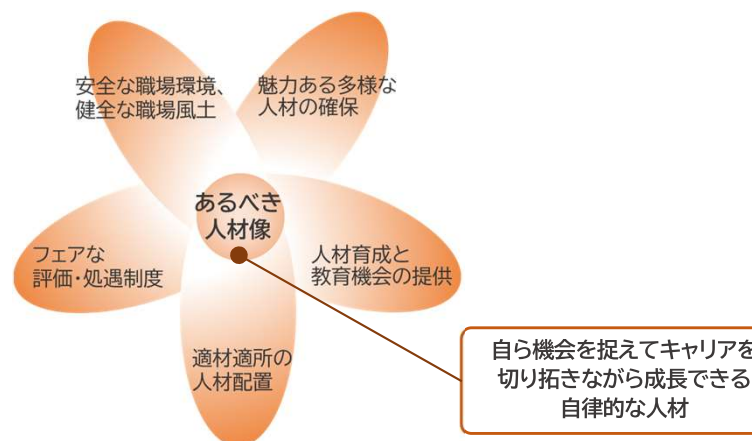 安全な職場環境、
健全な職場風土
魅力ある多様な
人材の確保
あるべき
人材像
フェアな
評価・処遇制度
人材育成と
教育機会の提供
適材適所の
人材配置
自ら機会を捉えてキャリアを
切り拓きながら成長できる
自律的な人材